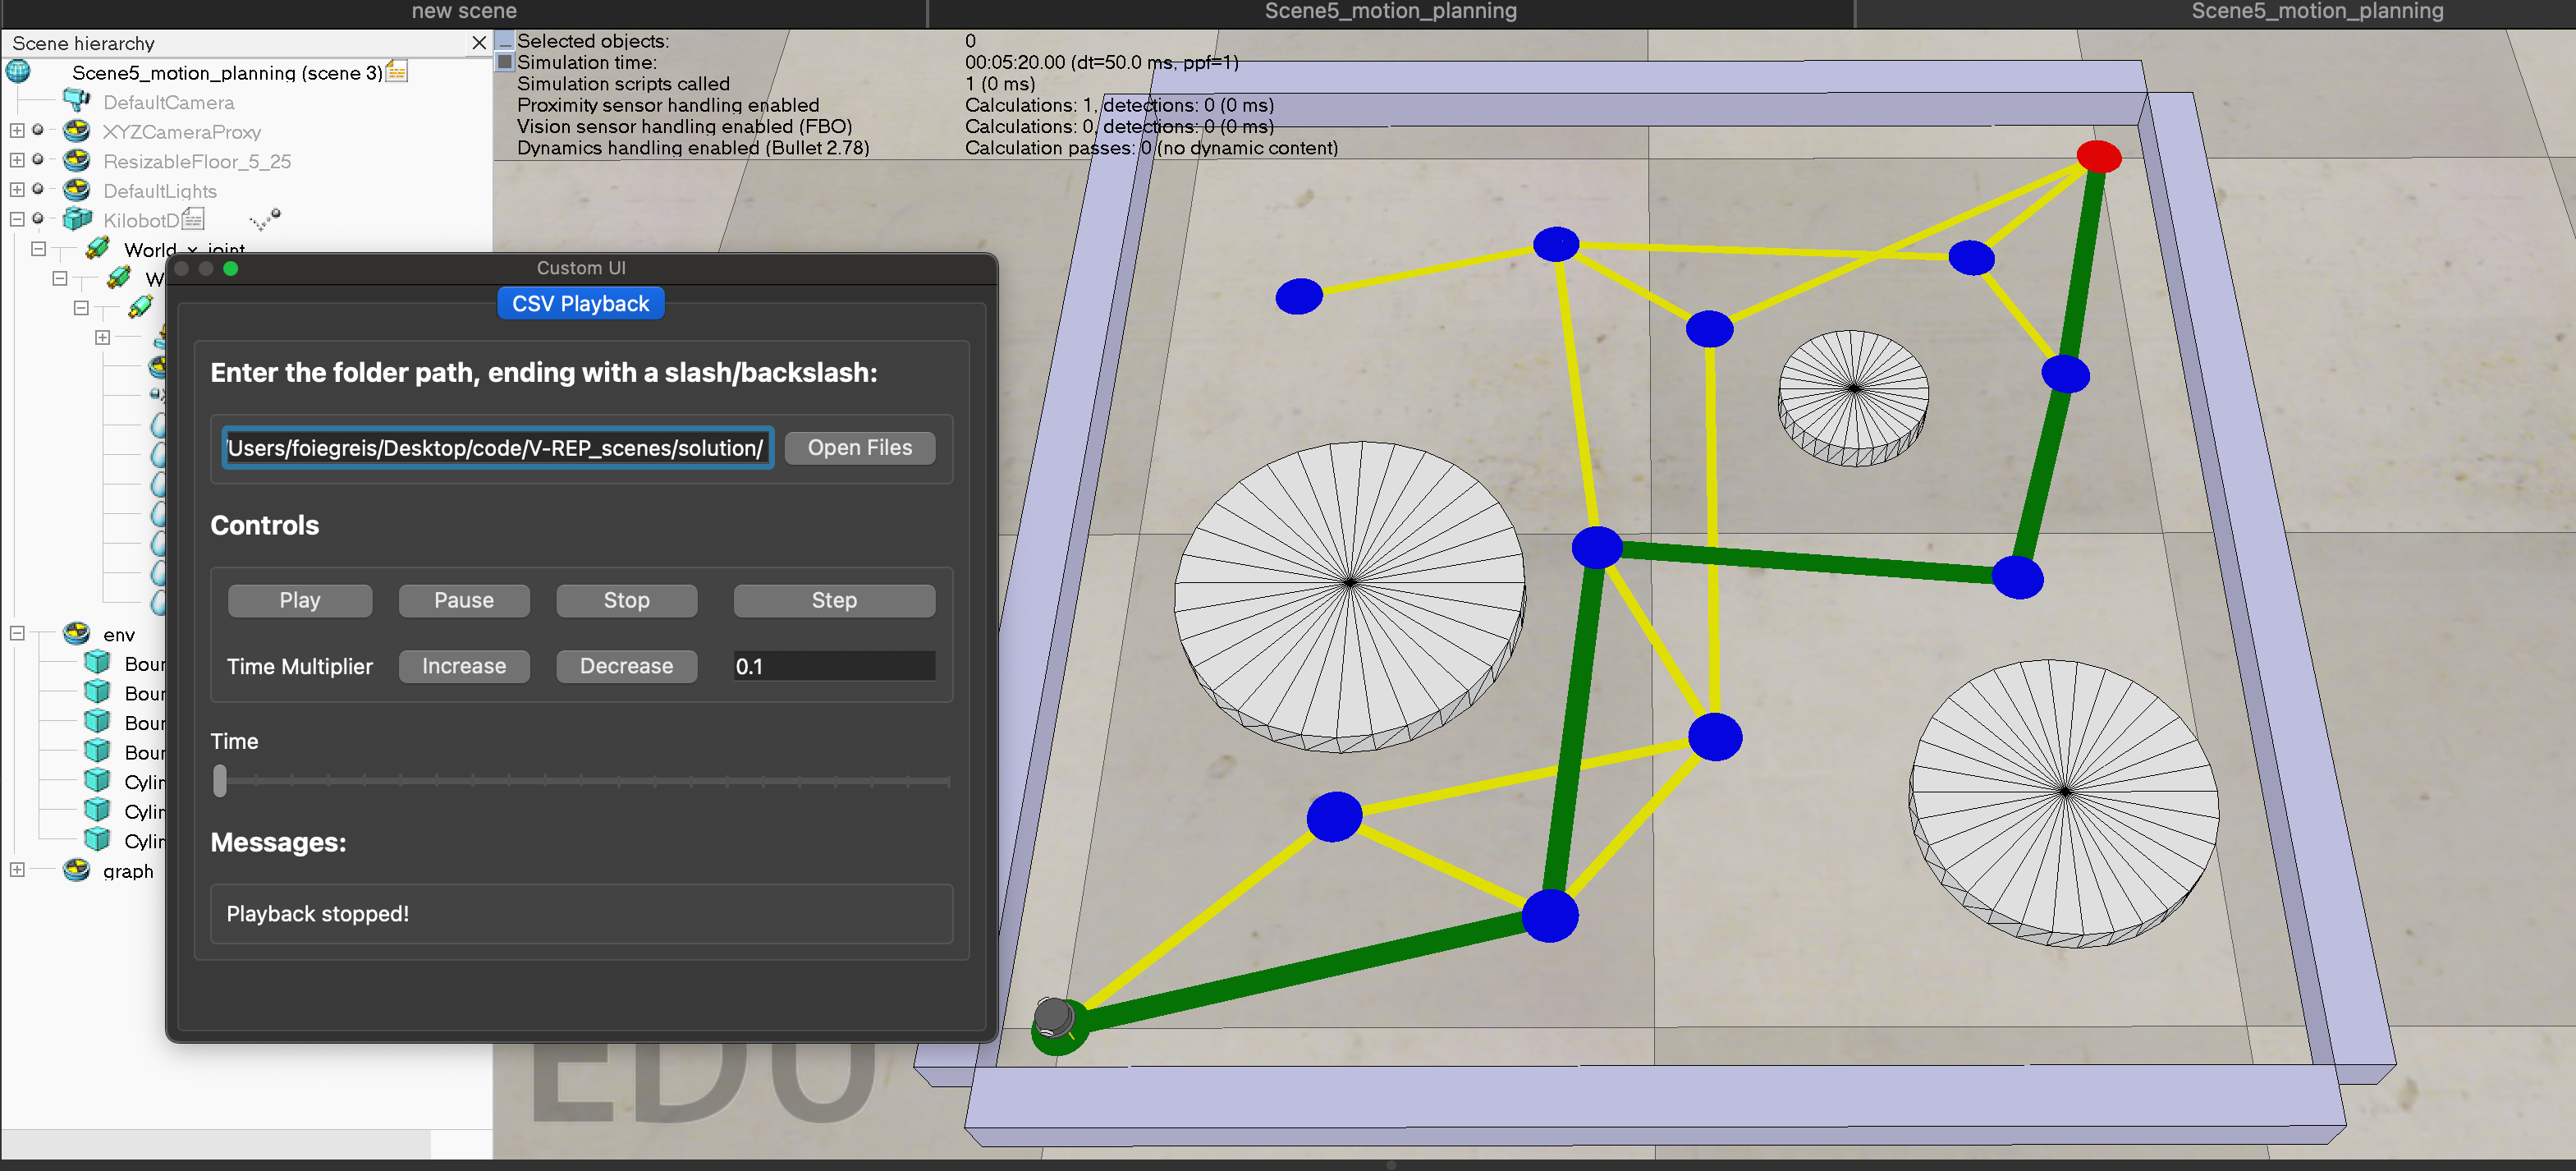 new scene
Scene5_motion_planning
Scene5_motion_planning
Scene hierarchy
Scene5_motion_planning (scene 3)
DefaultCamera
XYZCameraProxy
ResizableFloor_5_25
DefaultLights
KilobotD
World_x_joint
W
env
Bour
Bour
Bour
Bour
Cylir
Cylir
Cylir
graph
Selected objects: 0
Simulation time: 00:05:20.00 (dt=50.0 ms, ppf=1)
Simulation scripts called 1 (0 ms)
Proximity sensor handling enabled Calculations: 1, detections: 0 (0 ms)
Vision sensor handling enabled (FBO) Calculations: 0, detections: 0 (0 ms)
Dynamics handling enabled (Bullet 2.78) Calculation passes: 0 (no dynamic content)
Custom UI
CSV Playback
Enter the folder path, ending with a slash/backslash:
/Users/foiegreis/Desktop/code/V-REP_scenes/solution/ Open Files
Controls
Play Pause Stop Step
Time Multiplier Increase Decrease 0.1
Time
Messages:
Playback stopped!
EDU